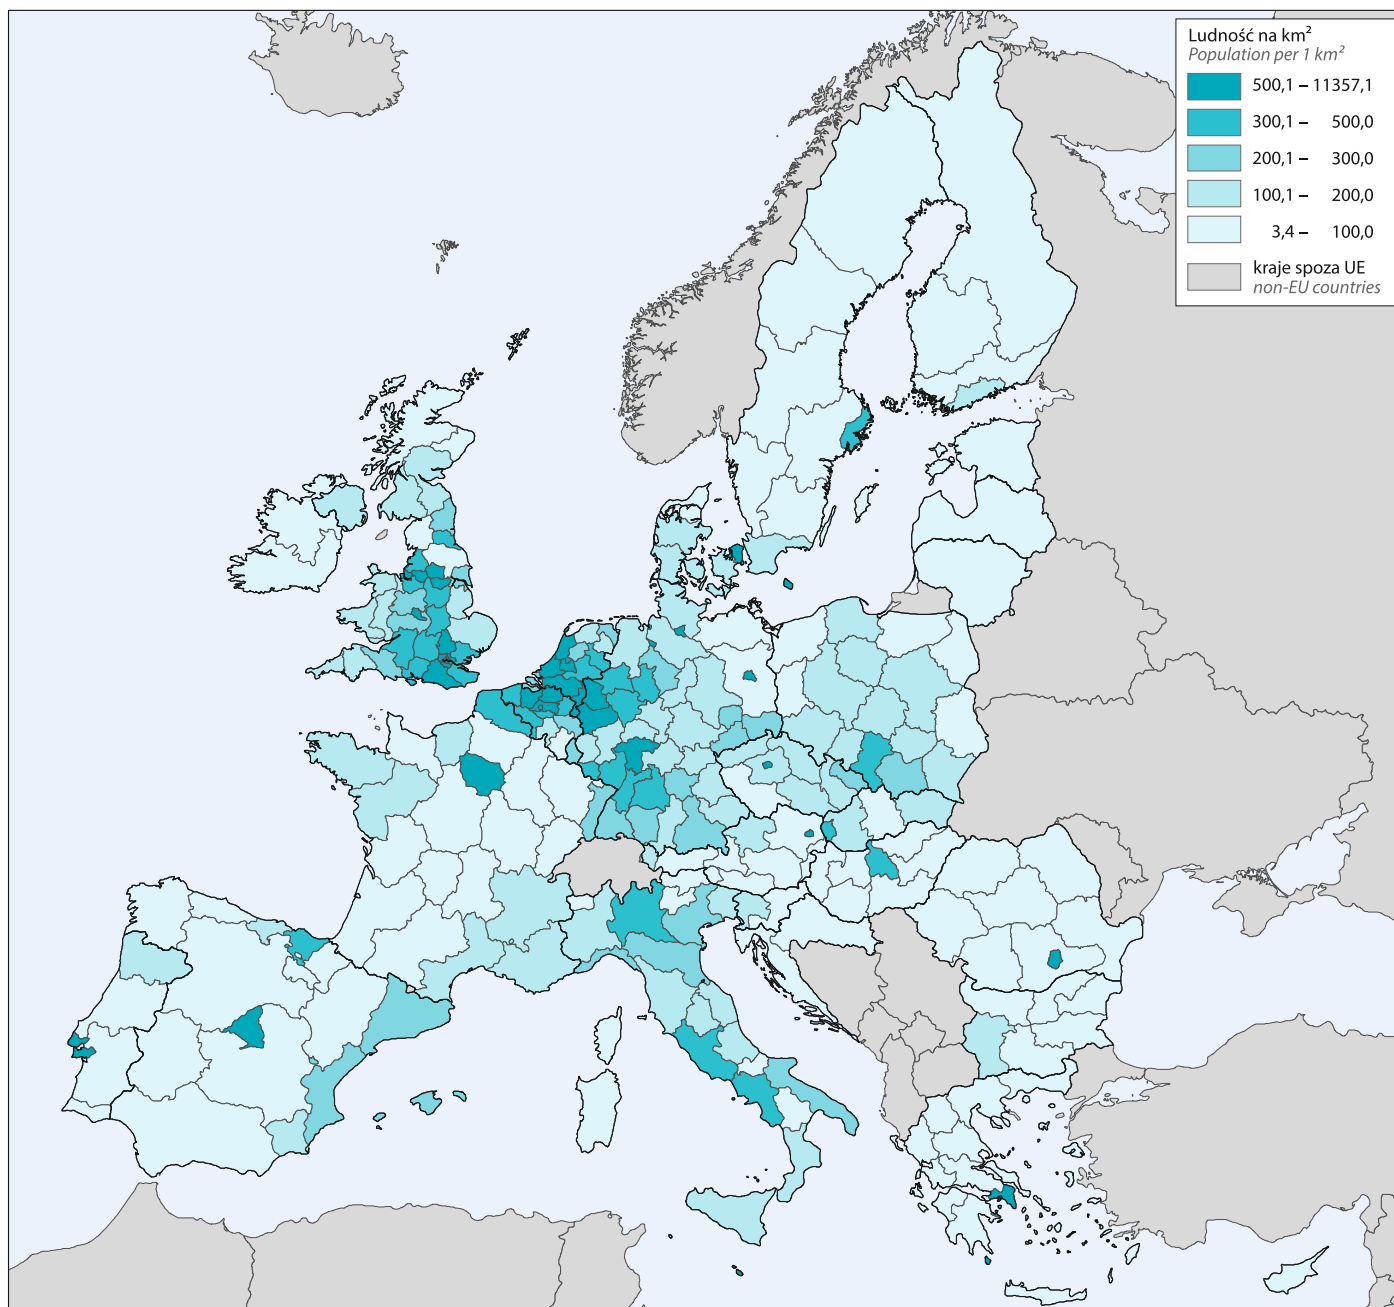 Ludność na km²
Population per 1 km²
500,1 – 11357,1
300,1 – 500,0
200,1 – 300,0
100,1 – 200,0
3,4 – 100,0
kraje spoza UE
non-EU countries